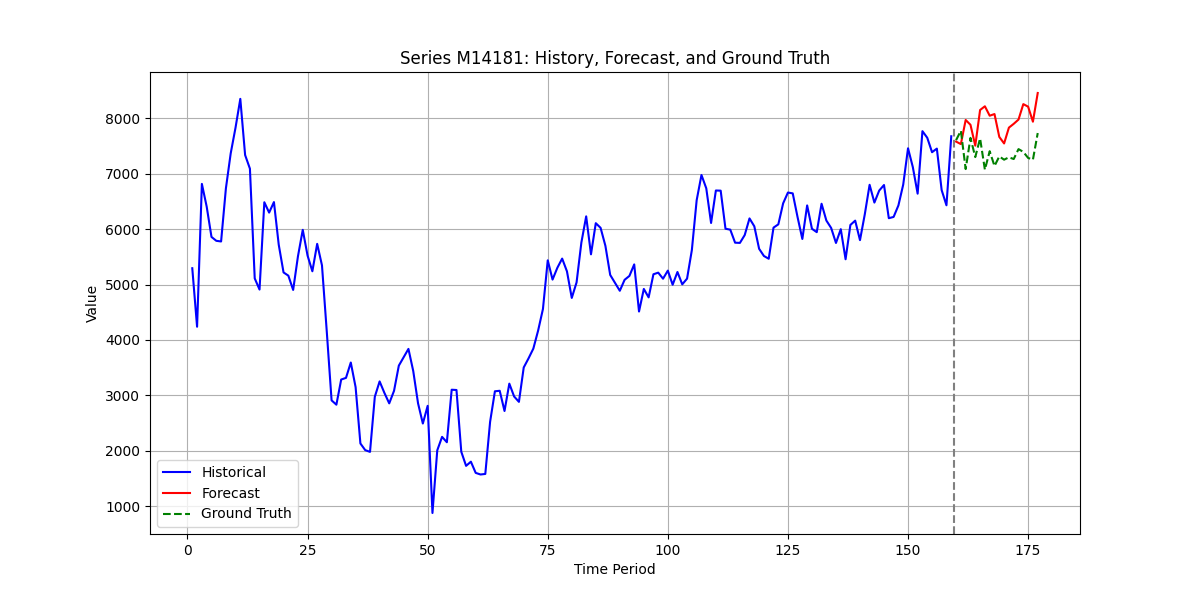 Series M14181: History, Forecast, and Ground Truth
Value
8000
7000
6000
5000
4000
3000
2000
1000
Historical
Forecast
Ground Truth
0 25 50 75 100 125 150 175
Time Period